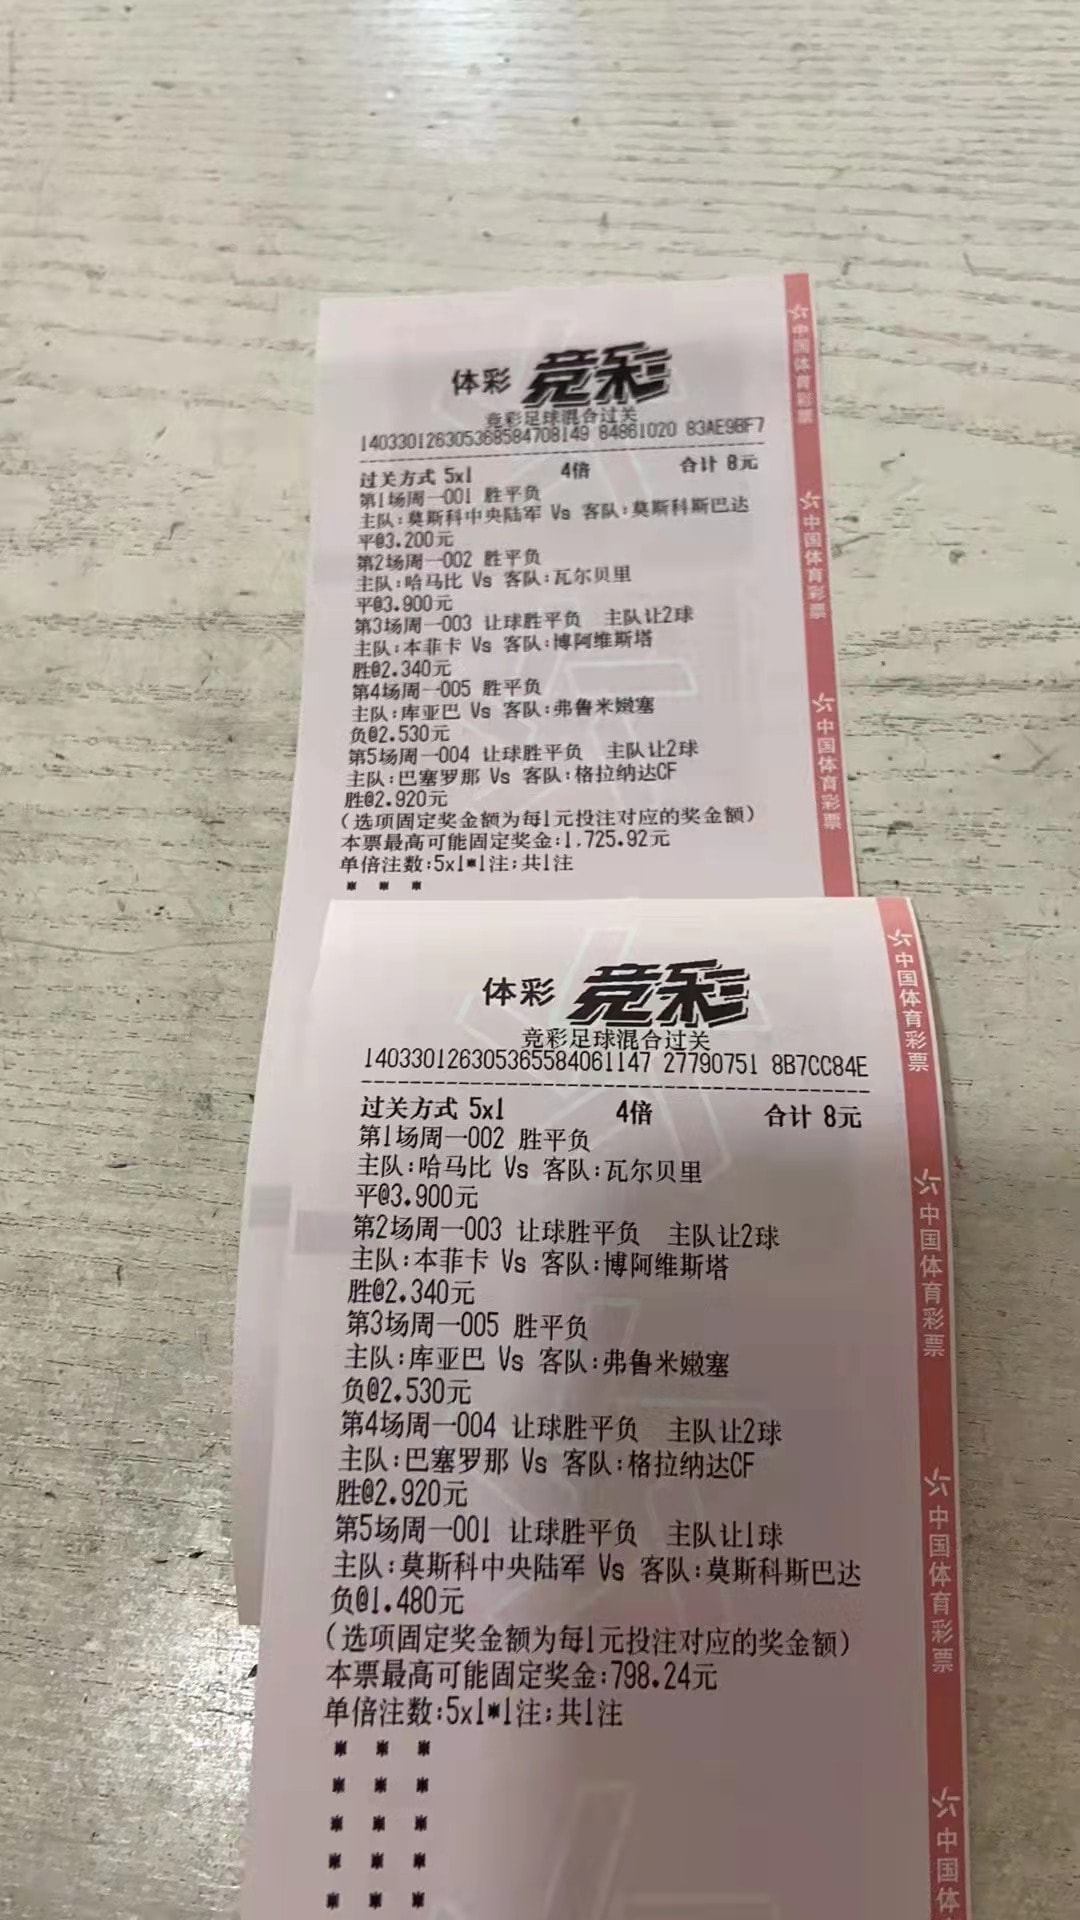 体彩 竞彩
竞彩足球混合过关
140330126305368584708149 84861020 83AE9BF7
过关方式 5x1 4倍 合计 8元
第1场周一001 胜平负
主队:莫斯科中央陆军 Vs 客队:莫斯科斯巴达
平@3.200元
第2场周一002 胜平负
主队:哈马比 Vs 客队:瓦尔贝里
平@3.900元
第3场周一003 让球胜平负 主队让2球
主队:本菲卡 Vs 客队:博阿维斯塔
胜@2.340元
第4场周一005 胜平负
主队:库亚巴 Vs 客队:弗鲁米嫩塞
负@2.530元
第5场周一004 让球胜平负 主队让2球
主队:巴塞罗那 Vs 客队:格拉纳达CF
胜@2.920元
(选项固定奖金额为每1元投注对应的奖金额)
本票最高可能固定奖金:1,725.92元
单倍注数:5x1*1注;共1注
* * *
中国体育彩票
中国体育彩票
中国体育彩票
体彩 竞彩
竞彩足球混合过关
140330126305365584061147 27790751 8B7CC84E
过关方式 5x1 4倍 合计 8元
第1场周一002 胜平负
主队:哈马比 Vs 客队:瓦尔贝里
平@3.900元
第2场周一003 让球胜平负 主队让2球
主队:本菲卡 Vs 客队:博阿维斯塔
胜@2.340元
第3场周一005 胜平负
主队:库亚巴 Vs 客队:弗鲁米嫩塞
负@2.530元
第4场周一004 让球胜平负 主队让2球
主队:巴塞罗那 Vs 客队:格拉纳达CF
胜@2.920元
第5场周一001 让球胜平负 主队让1球
主队:莫斯科中央陆军 Vs 客队:莫斯科斯巴达
负@1.480元
(选项固定奖金额为每1元投注对应的奖金额)
本票最高可能固定奖金:798.24元
单倍注数:5x1*1注;共1注
* * *
* * *
* * *
* * *
* * *
中国体育彩票
中国体育彩票
中国体育彩票
中国体